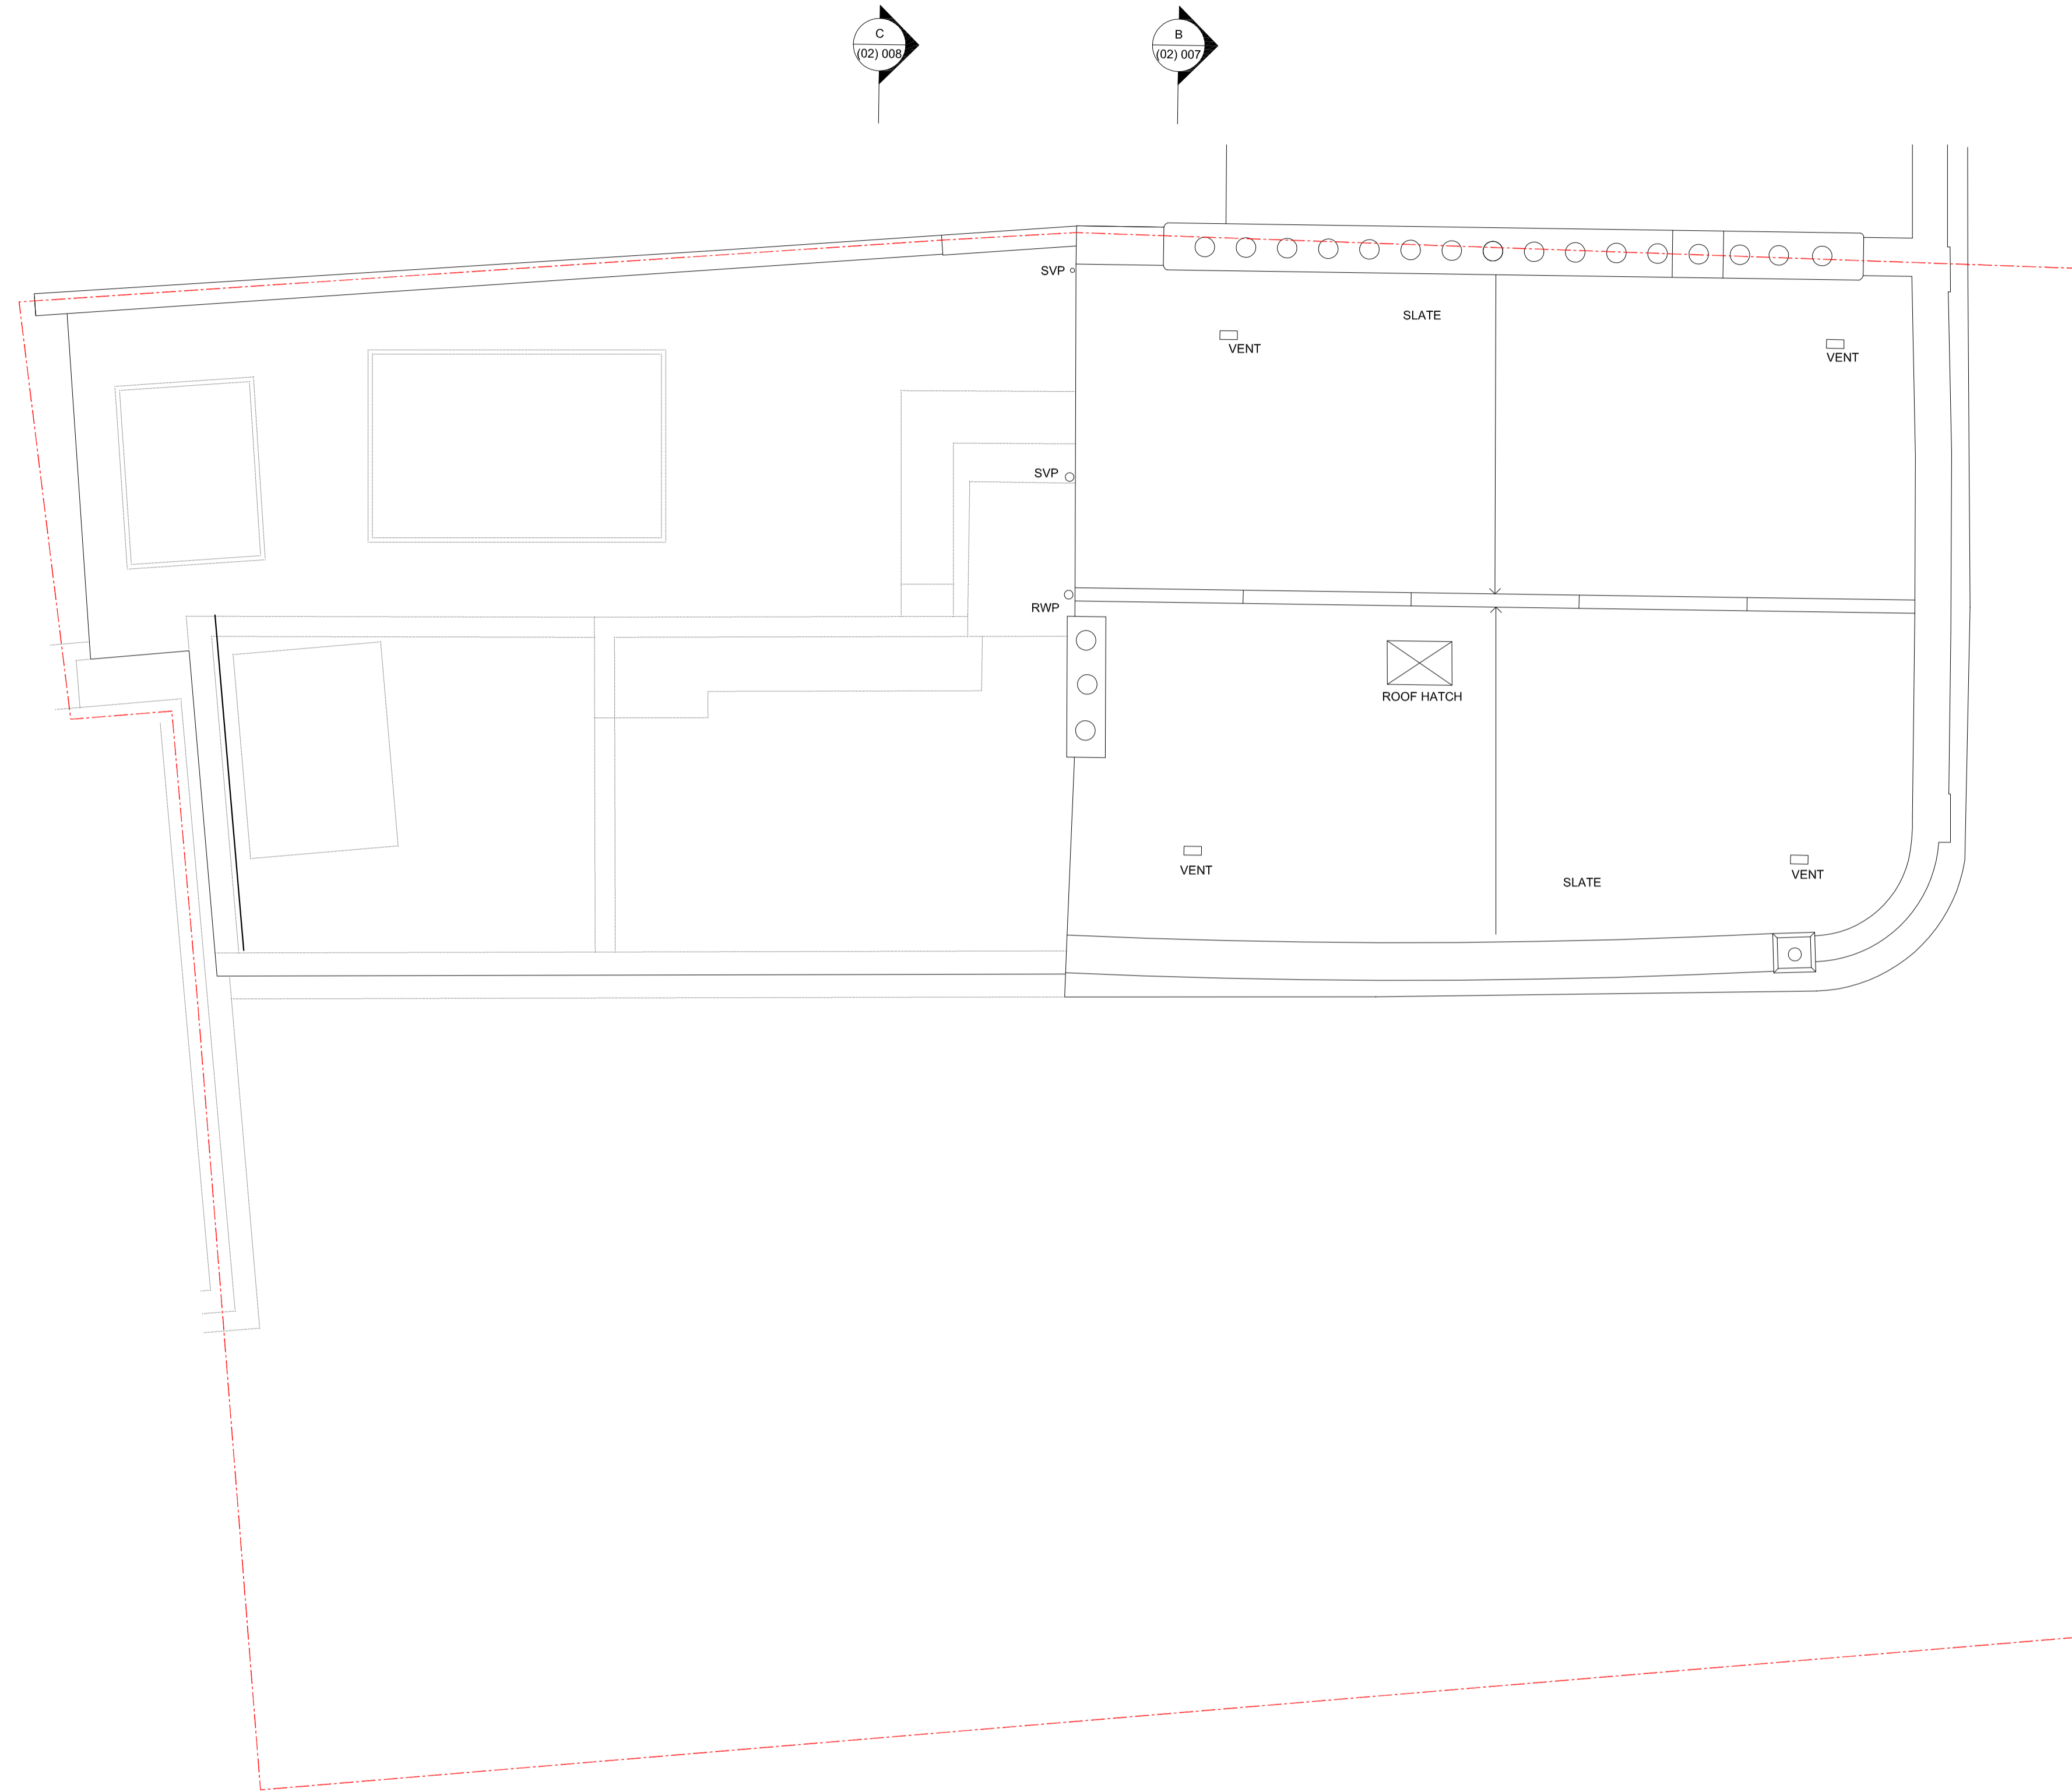 C
(02) 008
B
(02) 007
SVP
SLATE
VENT
VENT
SVP
RWP
ROOF HATCH
VENT
SLATE
VENT